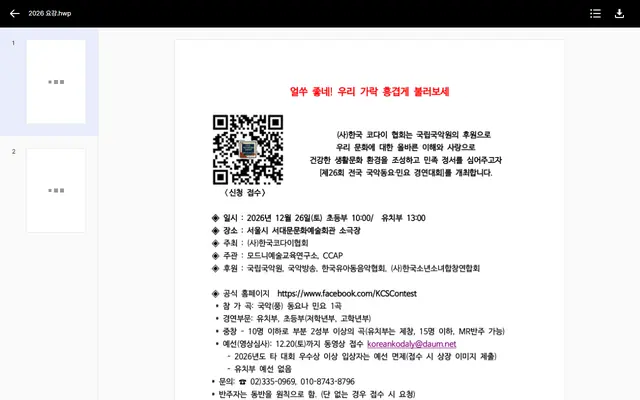 2026 요강.hwp
1
얼쑤 좋네! 우리 가락 흥겹게 불러보세
(사)한국 코다이 협회는 국립국악원의 후원으로
우리 문화에 대한 올바른 이해와 사랑으로
건강한 생활문화 환경을 조성하고 민족 정서를 심어주고자
[제26회 전국 국악동요·민요 경연대회]를 개최합니다.
<신청 접수>
◈ 일시 : 2026년 12월 26일(토) 초등부 10:00/ 유치부 13:00
◈ 장소 : 서울시 서대문문화예술회관 소극장
◈ 주최 : (사)한국코다이협회
◈ 주관 : 모드니예술교육연구소, CCAP
◈ 후원 : 국립국악원, 국악방송, 한국유아동음악협회, (사)한국소년소녀합창연합회
2
◈ 공식 홈페이지 https://www.facebook.com/KCSContest
* 참 가 곡: 국악(풍) 동요나 민요 1곡
* 경연부문: 유치부, 초등부(저학년부, 고학년부)
* 중창 - 10명 이하로 부분 2성부 이상의 곡(유치부는 제창, 15명 이하, MR반주 가능)
* 예선(영상심사): 12.20(토)까지 동영상 접수 koreankodaly@daum.net
- 2026년도 타 대회 우수상 이상 입상자는 예선 면제(접수 시 상장 이미지 제출)
- 유치부 예선 없음
* 문의: ☎ 02)335-0969, 010-8743-8796
* 반주자는 동반을 원칙으로 함. (단 없는 경우 접수 시 요청)